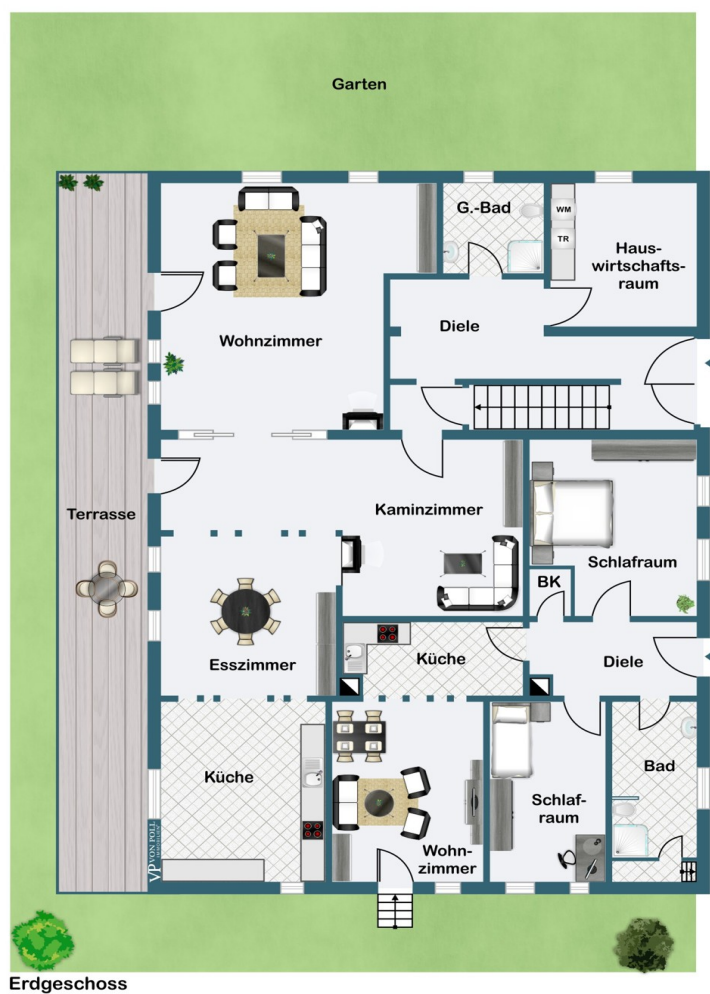 Garten
G.-Bad
WM
TR
Haus-
wirtschafts-
raum
Diele
Wohnzimmer
Terrasse
Kaminzimmer
Schlafraum
BK
Esszimmer
Küche
Diele
Küche
Schlaf-
raum
Bad
Wohn-
zimmer
VP VON POLL
Erdgeschoss